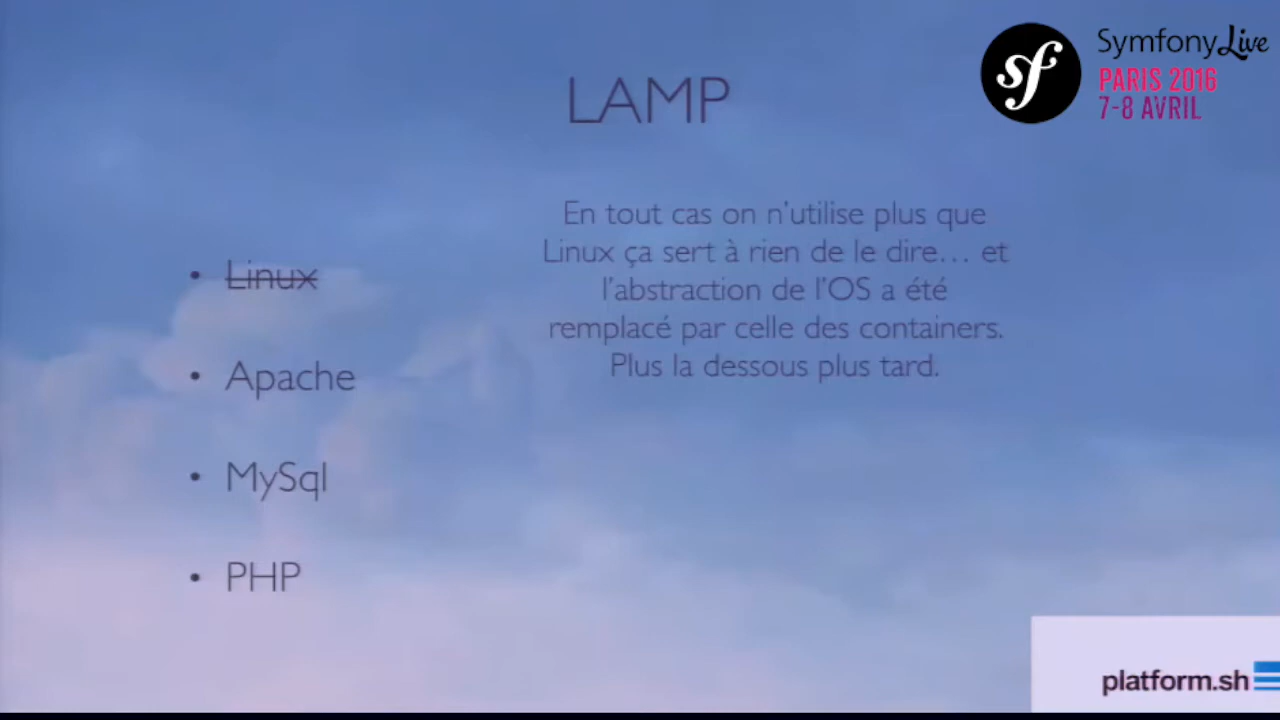 SymfonyLive
PARIS 2016
7-8 AVRIL
LAMP
En tout cas on n'utilise plus que
Linux ça sert à rien de le dire... et
l'abstraction de l'OS a été
remplacé par celle des containers.
Plus la dessous plus tard.
• Linux
• Apache
• MySql
• PHP
platform.sh